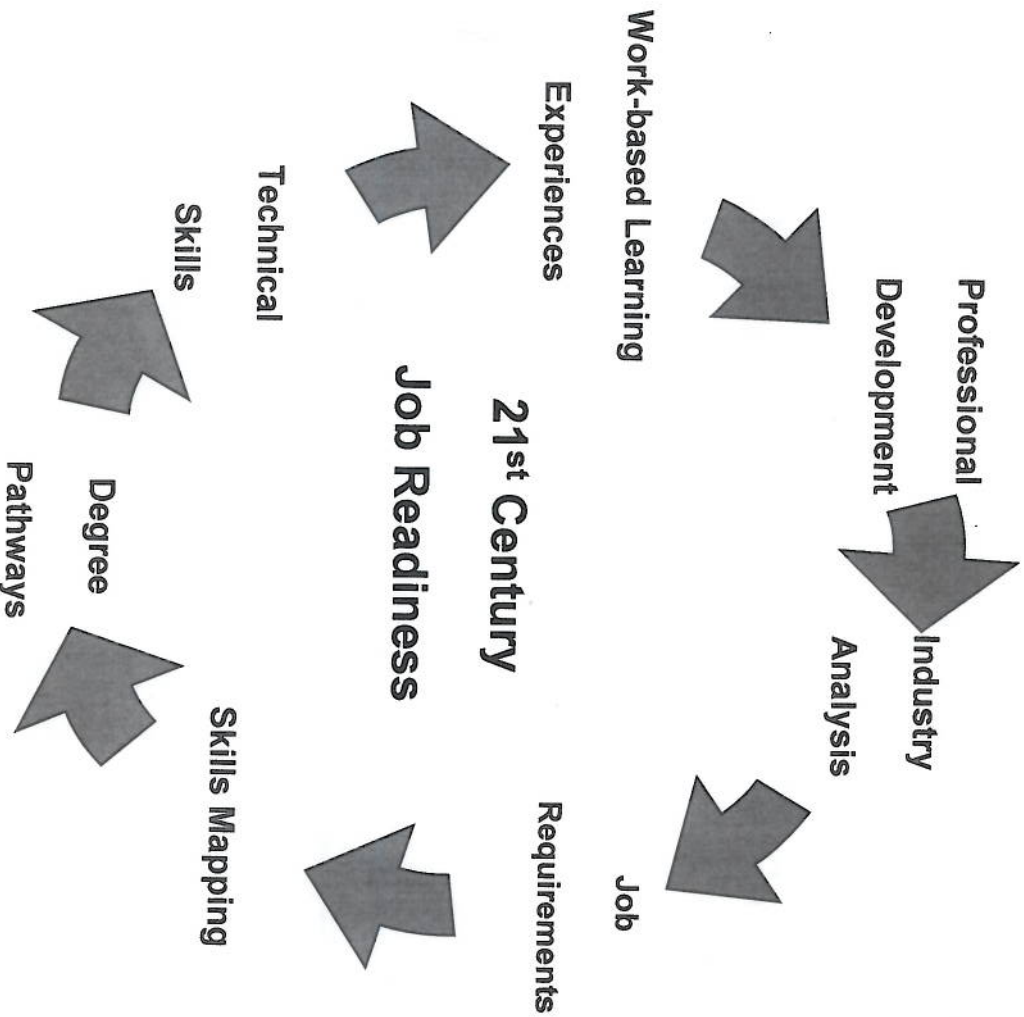 Professional
Development
Industry
Analysis
Job
Requirements
Skills Mapping
Degree
Pathways
Technical
Skills
Work-based Learning
Experiences
21st Century
Job Readiness